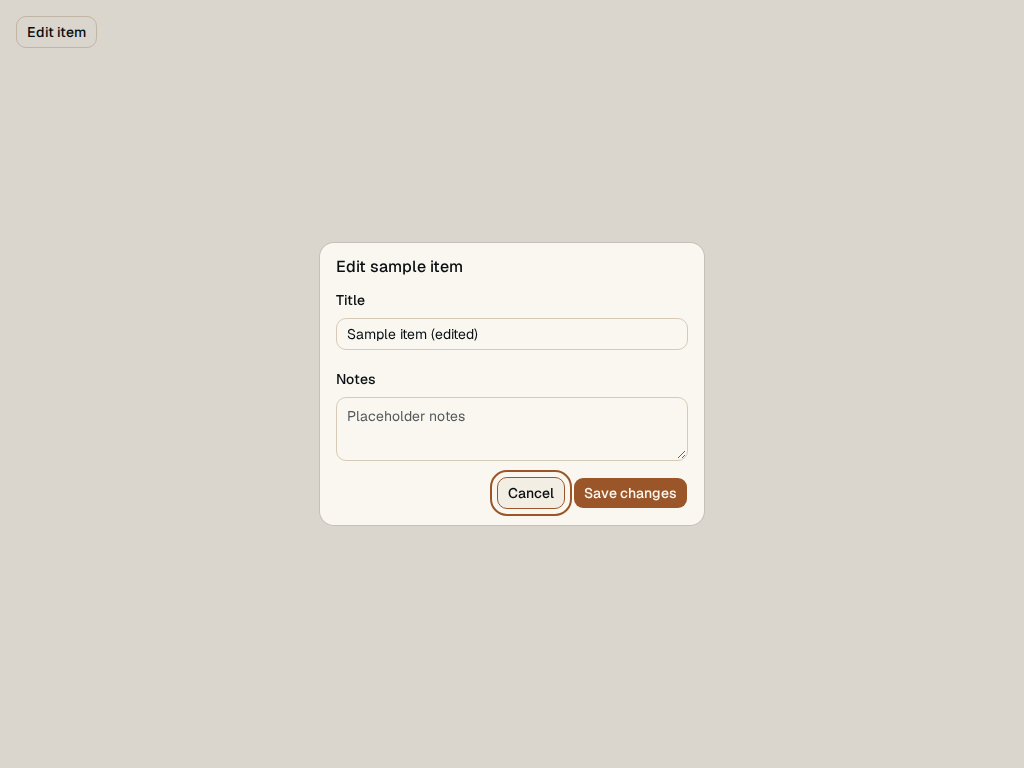 Edit item
Edit sample item
Title
Sample item (edited)
Notes
Placeholder notes
Cancel
Save changes